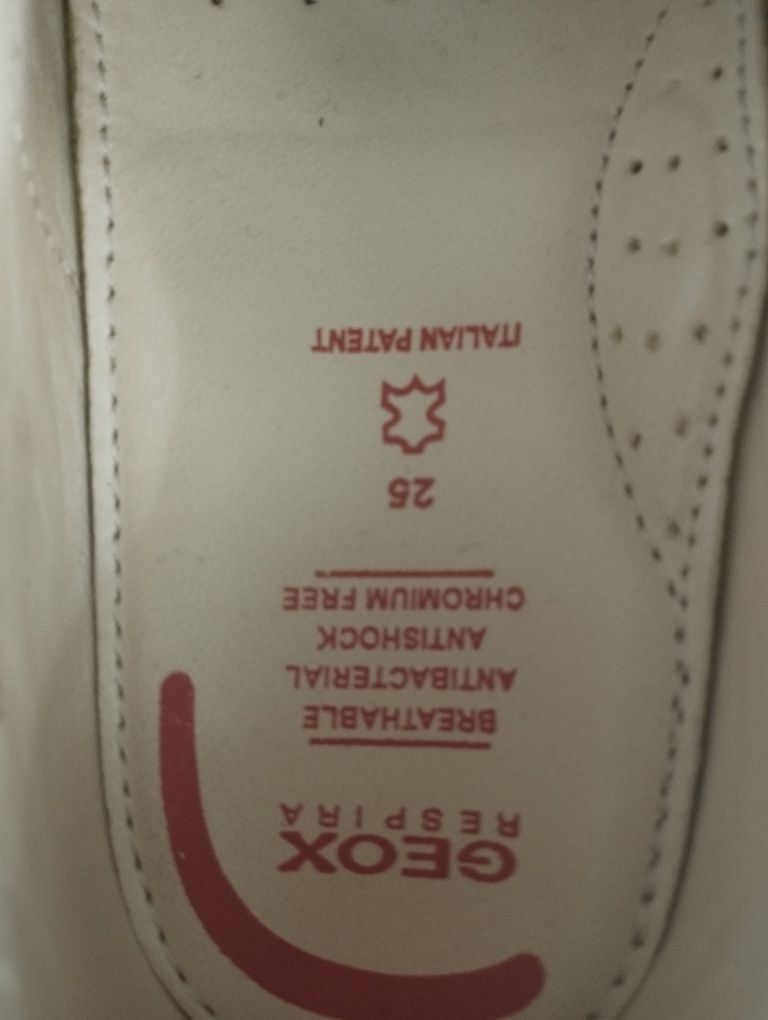 GEOX
RESPIRA
BREATHABLE
ANTIBACTERIAL
ANTISHOCK
CHROMIUM FREE
25
ITALIAN PATENT